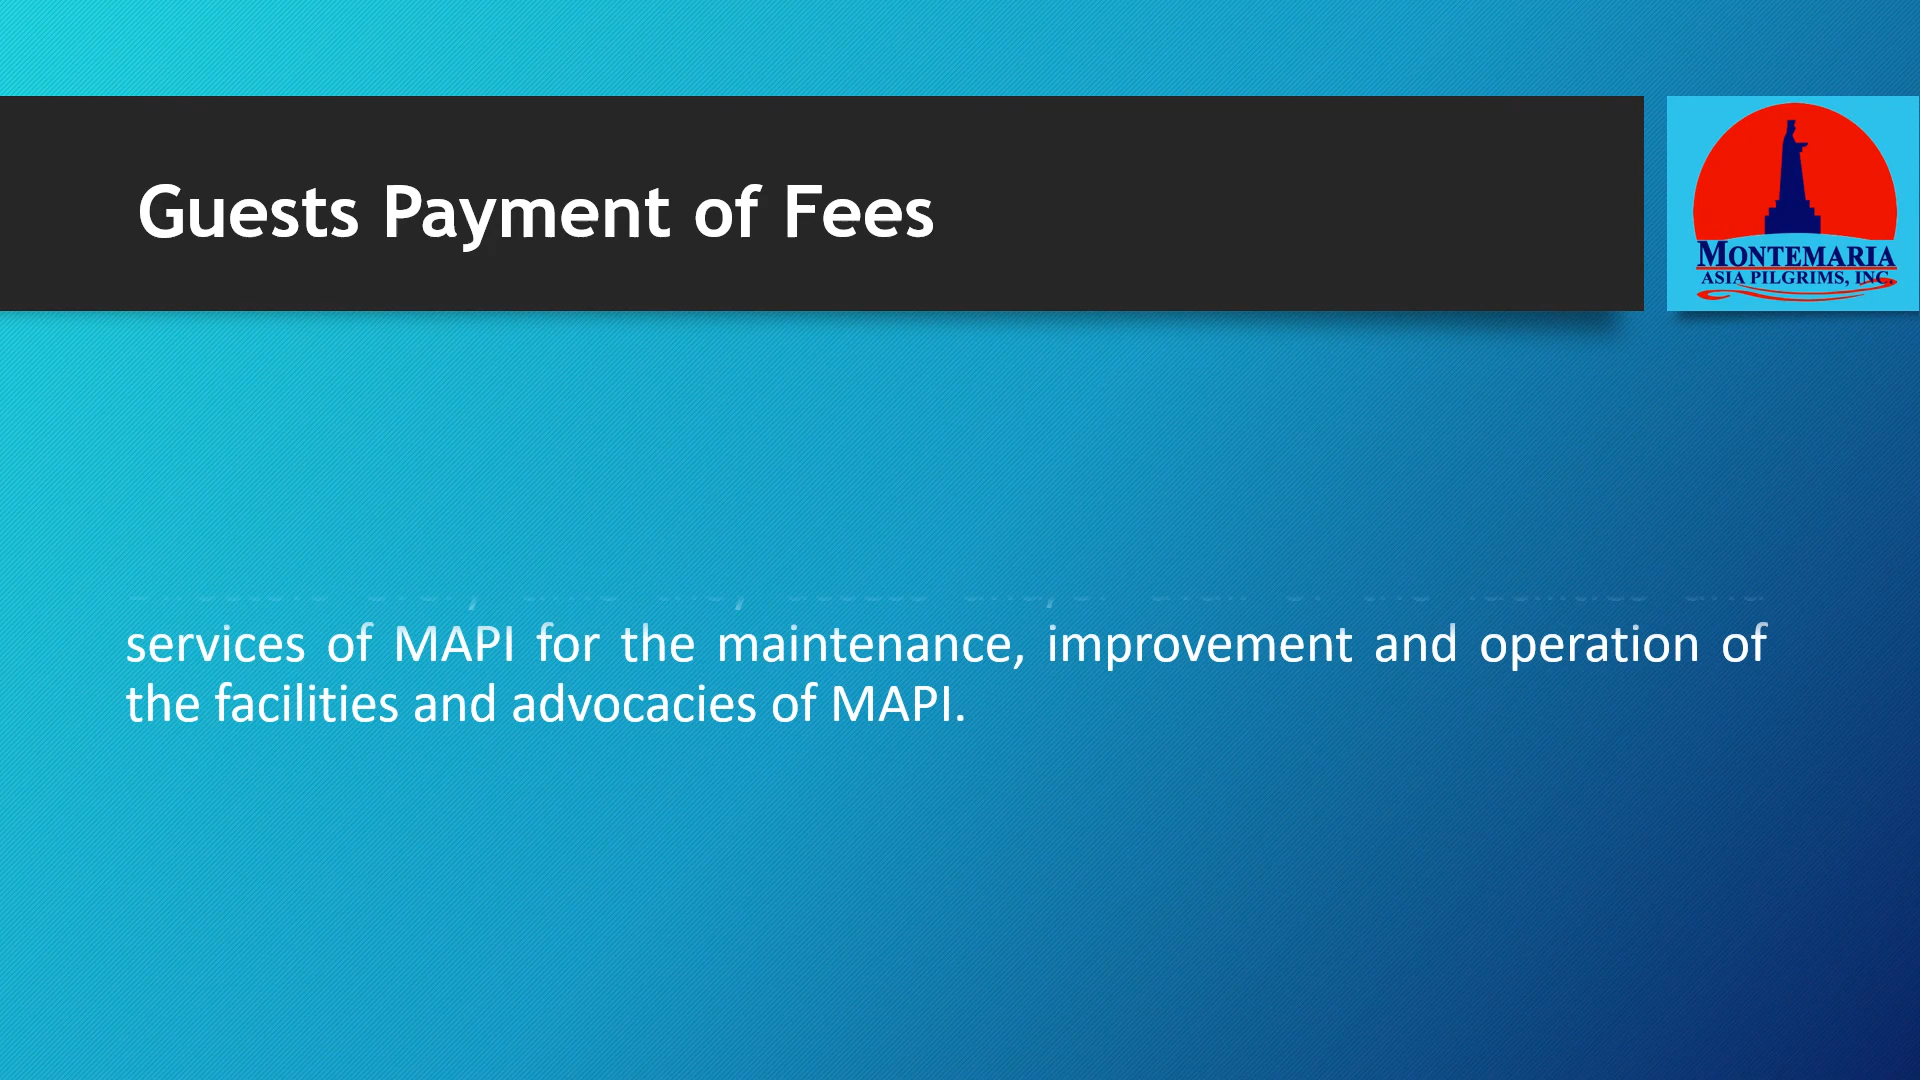 Guests Payment of Fees
MONTEMARIA
ASIA PILGRIMS, INC.
services of MAPI for the maintenance, improvement and operation of
the facilities and advocacies of MAPI.